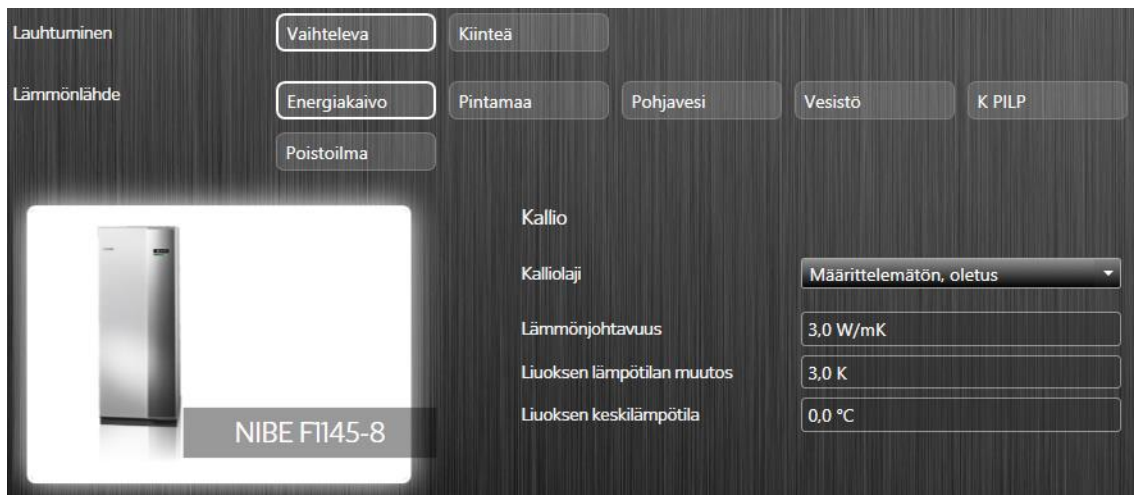 Lauhtuminen Vaihteleva Kiinteä
Lämmönlähde Energiakaivo Pintamaa Pohjavesi Vesistö K PILP
Poistoilma
Kallio
Kalliolaji Määrittelemätön, oletus
Lämmönjohtavuus 3,0 W/mK
Liuoksen lämpötilan muutos 3,0 K
Liuoksen keskilämpötila 0,0 °C
NIBE F1145-8